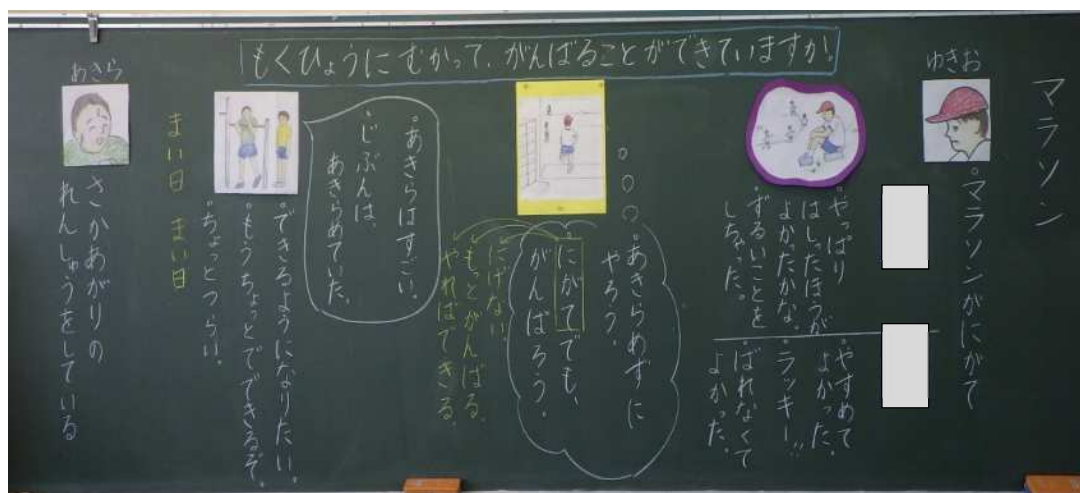 マラソン
もくひょうにむかって、がんばることができていますか。
ゆきお
。マラソンがにがて
。やっぱり
はしったほうが
よかったかな。
。ずるいことを
しちゃった。
。やすめて
よかった。
。ラッキー!!
。ばれなくて
よかった。
。あきらめずに
やろう。
。にがてでも、
がんばろう。
にげない。
もっとがんばる。
やればできる。
。あきらはすごい。
・じぶんは、
あきらめていた。
。できるようになりたい。
。もうちょっとでできるぞ。
。ちょっとつらい。
まい日 まい日
あきら
さかあがりの
れんしゅうをしている